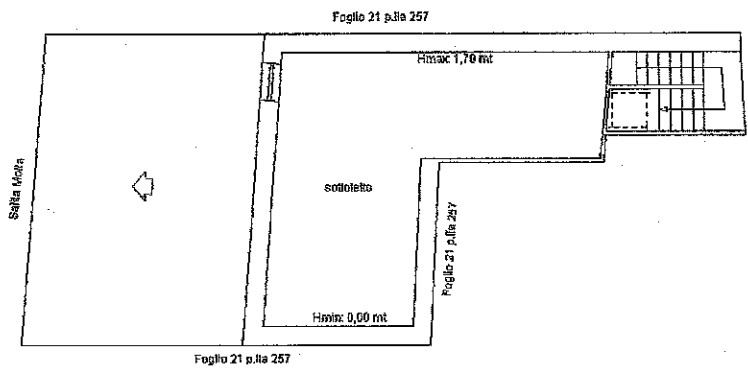 Foglio 21 p.lla 257
Hmax: 1,70 mt
Salita Motta
sottotetto
Foglio 21 p.lla 257
Hmin: 0,00 mt
Foglio 21 p.lla 257